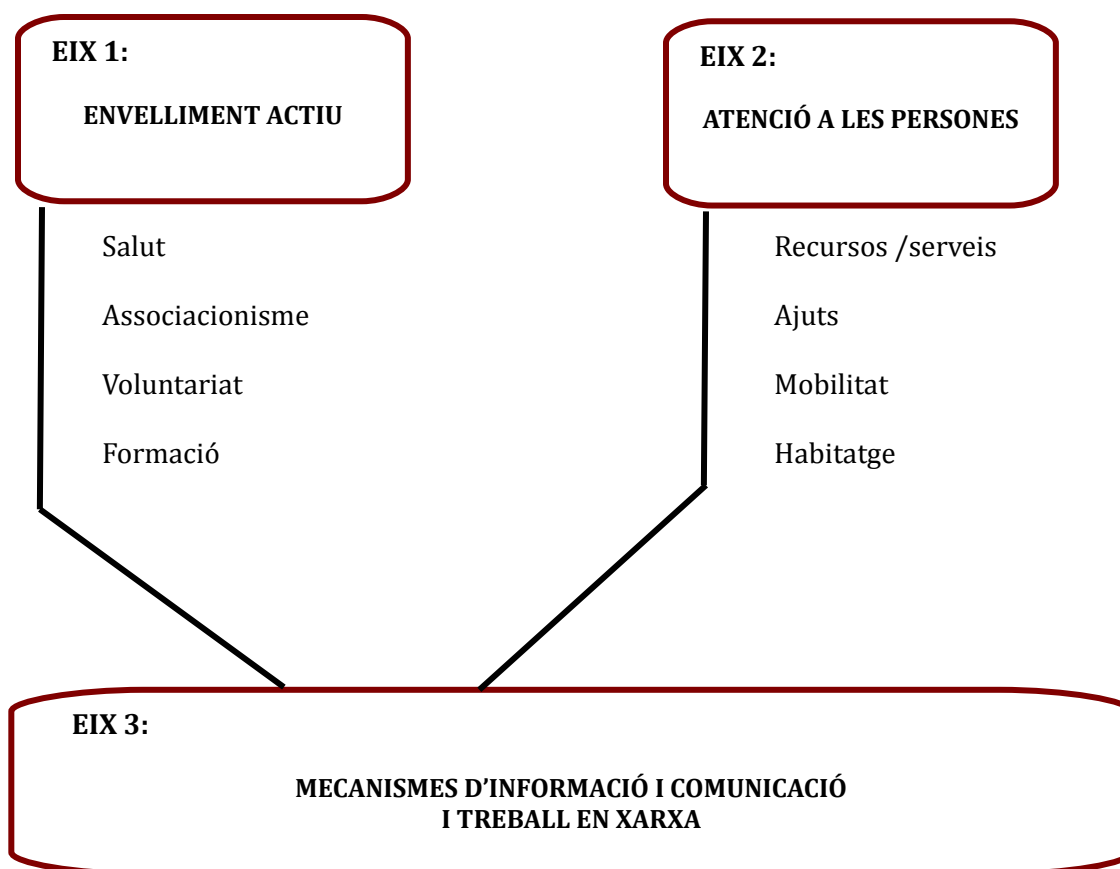 EIX 1:
ENVELLIMENT ACTIU
Salut
Associacionisme
Voluntariat
Formació
EIX 2:
ATENCIÓ A LES PERSONES
Recursos /serveis
Ajuts
Mobilitat
Habitatge
EIX 3:
MECANISMES D’INFORMACIÓ I COMUNICACIÓ
I TREBALL EN XARXA